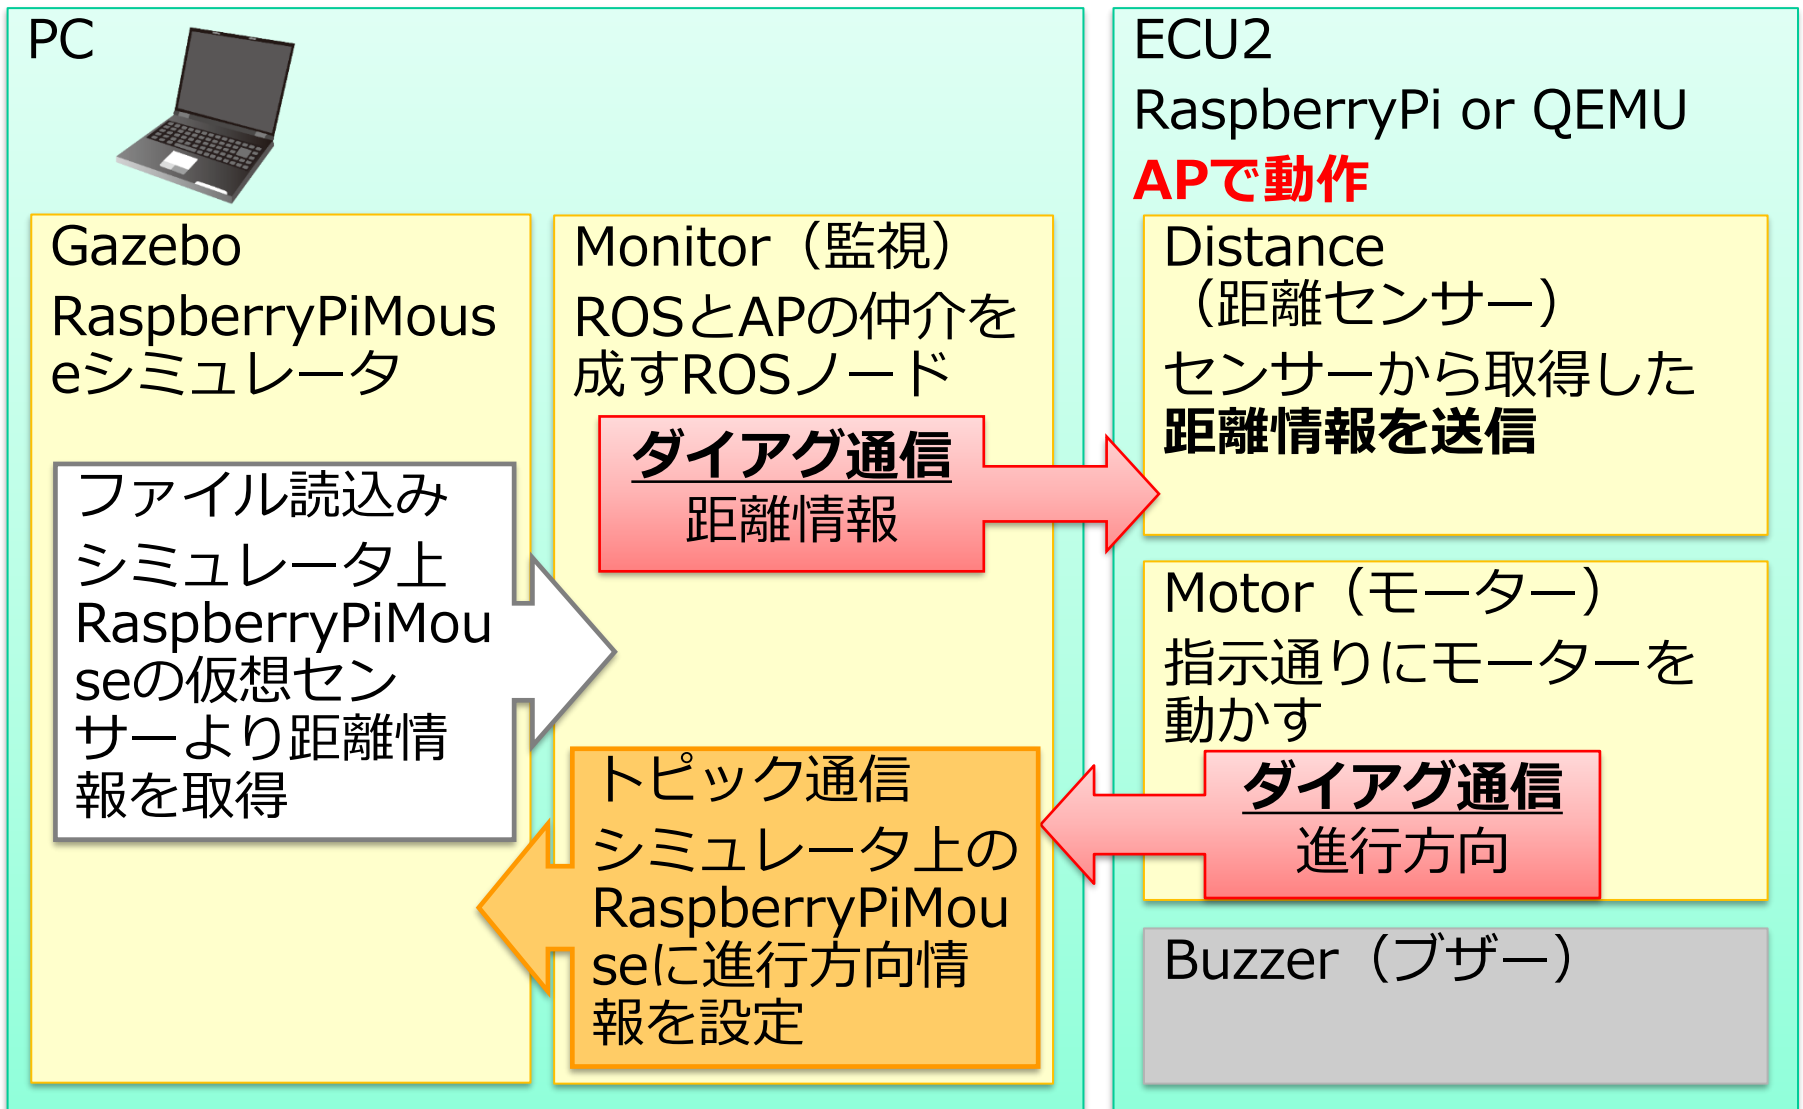 PC
Gazebo
RaspberryPiMous
eシミュレータ
ファイル読込み
シミュレータ上
RaspberryPiMou
seの仮想セン
サーより距離情
報を取得
Monitor（監視）
ROSとAPの仲介を
成すROSノード
ダイアグ通信
距離情報
トピック通信
シミュレータ上の
RaspberryPiMou
seに進行方向情
報を設定
ECU2
RaspberryPi or QEMU
APで動作
Distance
（距離センサー）
センサーから取得した
距離情報を送信
Motor（モーター）
指示通りにモーターを
動かす
ダイアグ通信
進行方向
Buzzer（ブザー）